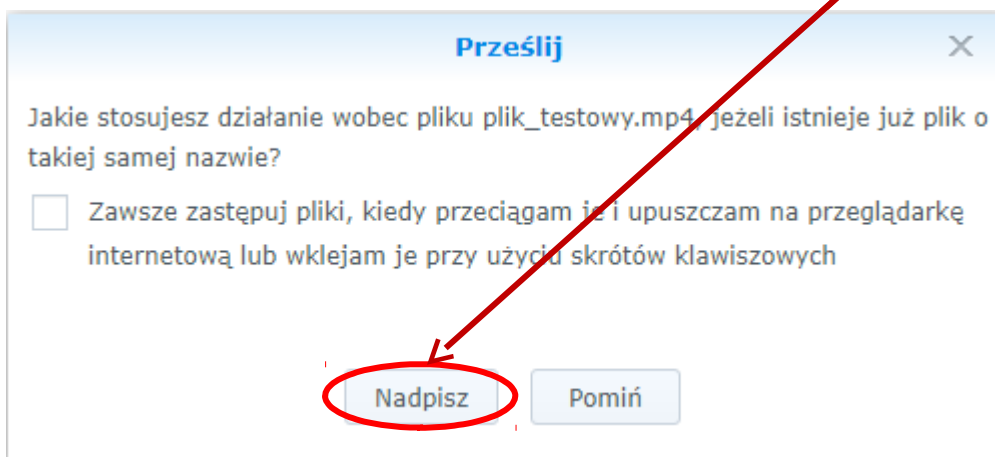 Prześlij
Jakie stosujesz działanie wobec pliku plik_testowy.mp4, jeżeli istnieje już plik o
takiej samej nazwie?
Zawsze zastępuj pliki, kiedy przeciągam je i upuszczam na przeglądarkę
internetową lub wklejam je przy użyciu skrótów klawiszowych
Nadpisz Pomiń